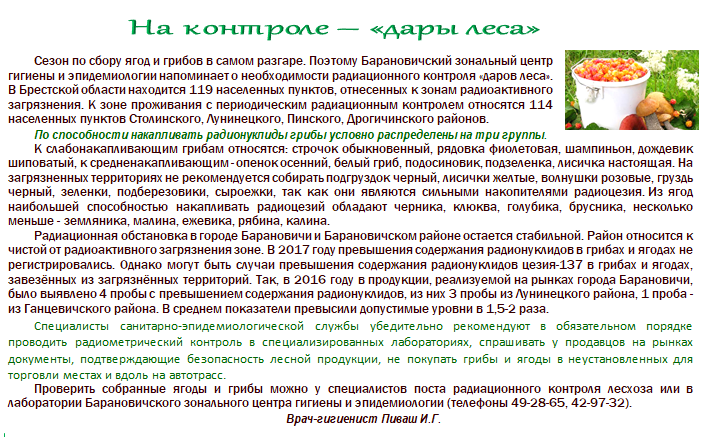 На контроле – «дары леса»
Сезон по сбору ягод и грибов в самом разгаре. Поэтому Барановичский зональный центр
гигиены и эпидемиологии напоминает о необходимости радиационного контроля «даров леса».
В Брестской области находится 119 населенных пунктов, отнесенных к зонам радиоактивного
загрязнения. К зоне проживания с периодическим радиационным контролем относятся 114
населенных пунктов Столинского, Лунинецкого, Пинского, Дрогичинского районов.
По способности накапливать радионуклиды грибы условно распределены на три группы.
К слабонакапливающим грибам относятся: строчок обыкновенный, рядовка фиолетовая, шампиньон, дождевик
шиповатый, к средненакапливающим - опенок осенний, белый гриб, подосиновик, подзеленка, лисичка настоящая. На
загрязненных территориях не рекомендуется собирать подгруздок черный, лисички желтые, волнушки розовые, груздь
черный, зеленки, подберезовики, сыроежки, так как они являются сильными накопителями радиоцезия. Из ягод
наибольшей способностью накапливать радиоцезий обладают черника, клюква, голубика, брусника, несколько
меньше - земляника, малина, ежевика, рябина, калина.
Радиационная обстановка в городе Барановичи и Барановичском районе остается стабильной. Район относится к
чистой от радиоактивного загрязнения зоне. В 2017 году превышения содержания радионуклидов в грибах и ягодах не
регистрировались. Однако могут быть случаи превышения содержания радионуклидов цезия-137 в грибах и ягодах,
завезённых из загрязнённых территорий. Так, в 2016 году в продукции, реализуемой на рынках города Барановичи,
было выявлено 4 пробы с превышением содержания радионуклидов, из них 3 пробы из Лунинецкого района, 1 проба -
из Ганцевичского района. В среднем показатели превысили допустимые уровни в 1,5-2 раза.
Специалисты санитарно-эпидемиологической службы убедительно рекомендуют в обязательном порядке
проводить радиометрический контроль в специализированных лабораториях, спрашивать у продавцов на рынках
документы, подтверждающие безопасность лесной продукции, не покупать грибы и ягоды в неустановленных для
торговли местах и вдоль на автотрасс.
Проверить собранные ягоды и грибы можно у специалистов поста радиационного контроля лесхоза или в
лаборатории Барановичского зонального центра гигиены и эпидемиологии (телефоны 49-28-65, 42-97-32).
Врач-гигиенист Пиваш И.Г.